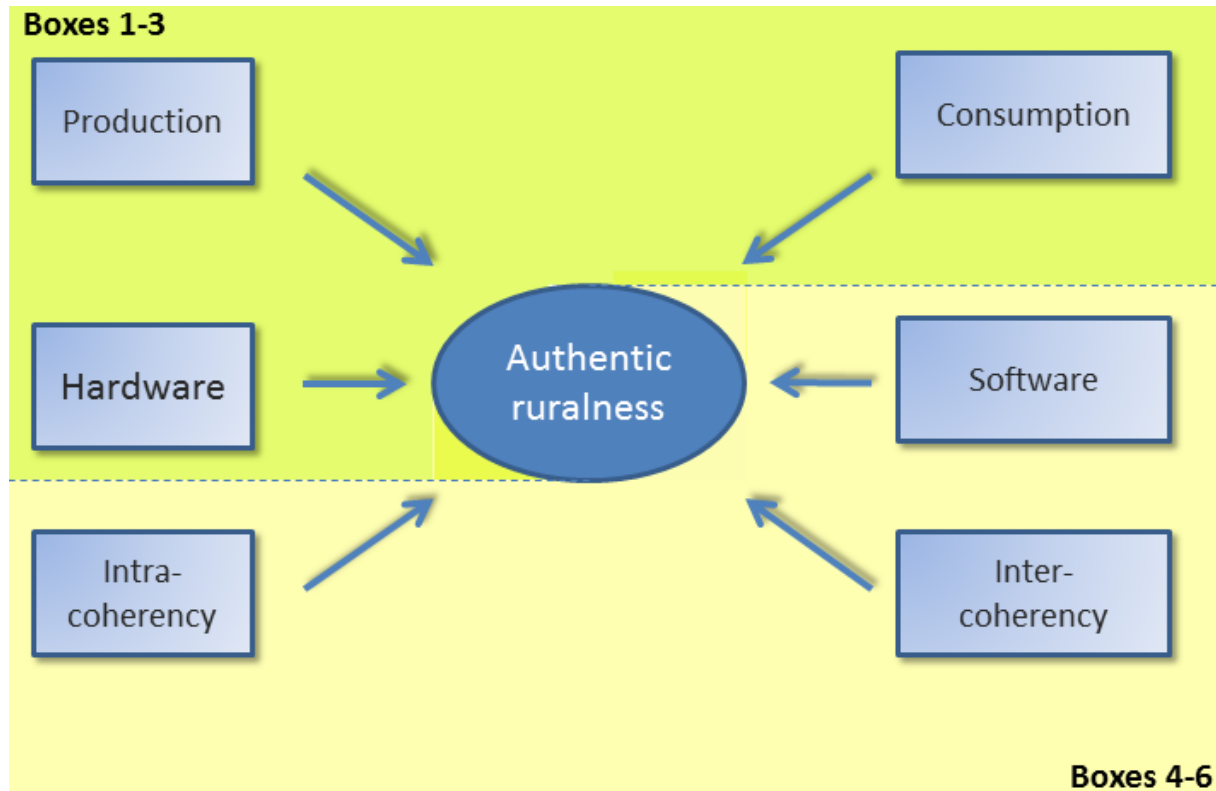 Boxes 1-3
Production
Consumption
Hardware
Authentic
ruralness
Software
Intra-
coherency
Inter-
coherency
Boxes 4-6